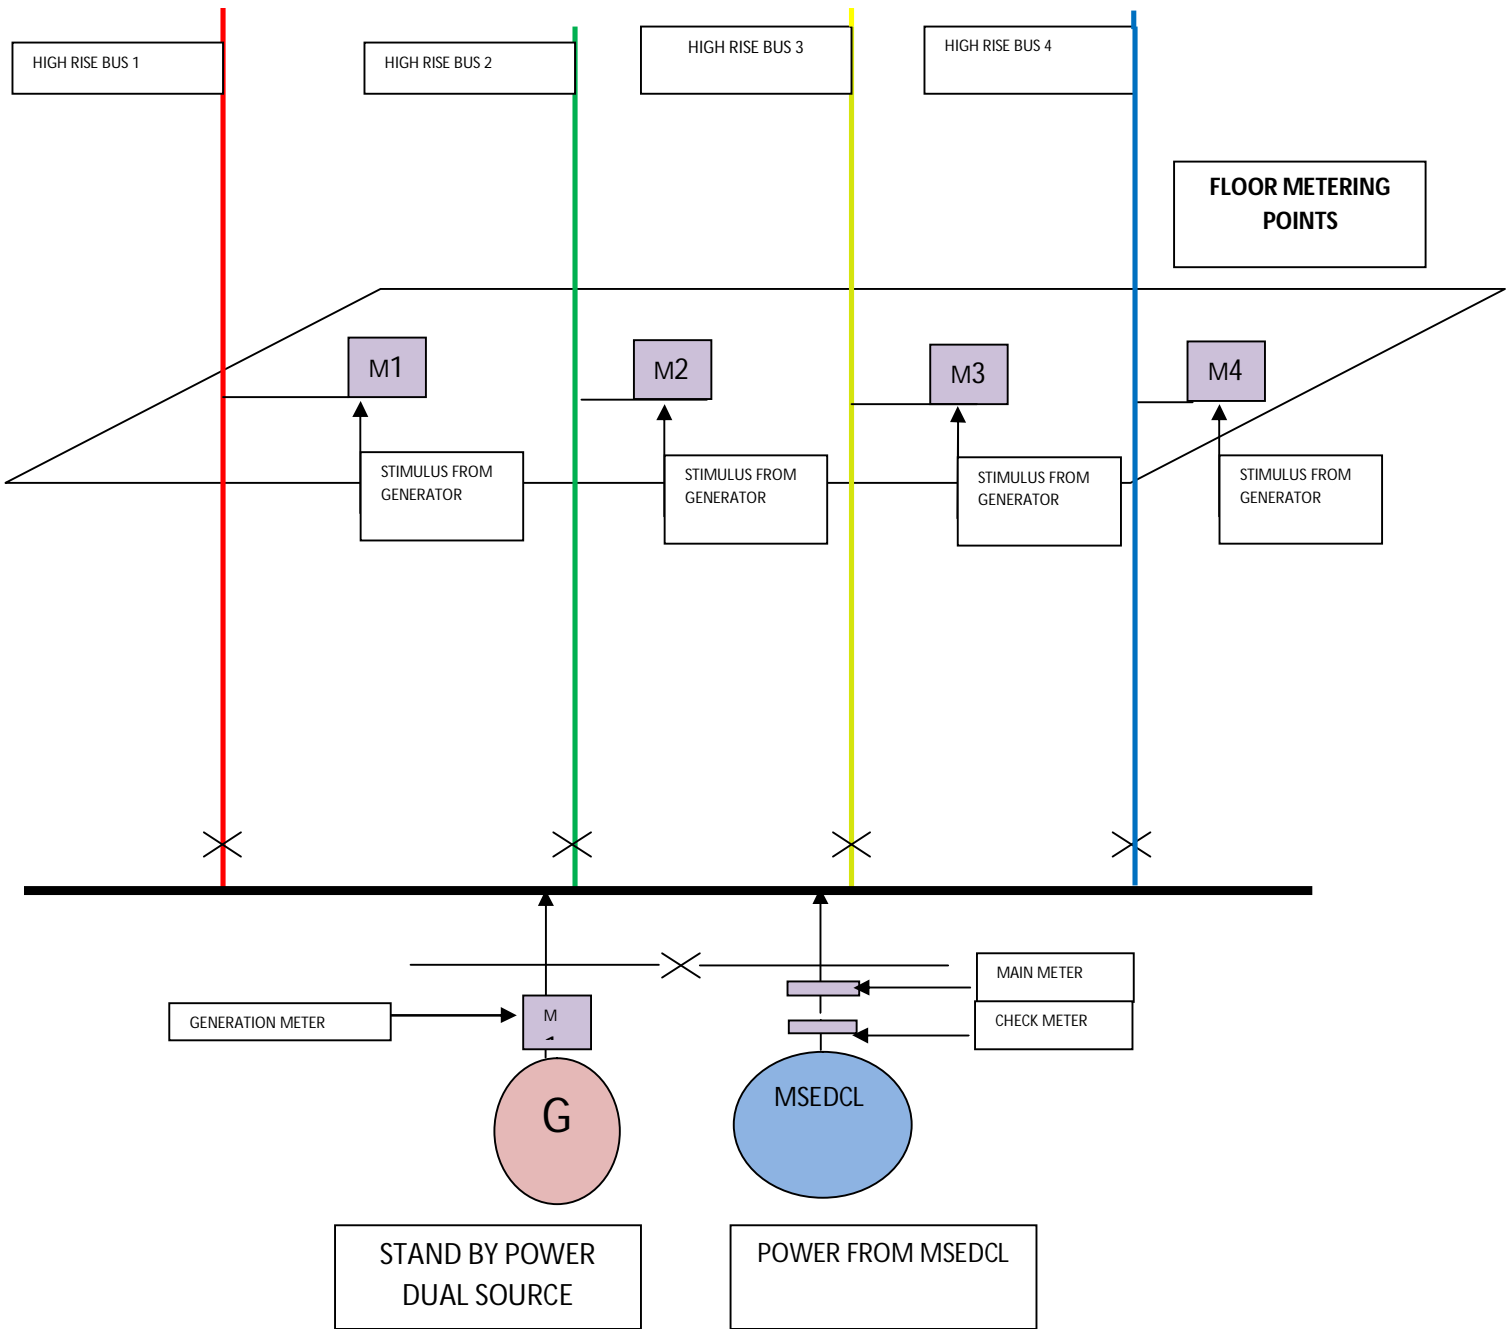 HIGH RISE BUS 1
HIGH RISE BUS 2
HIGH RISE BUS 3
HIGH RISE BUS 4
FLOOR METERING
POINTS
M1
M2
M3
M4
STIMULUS FROM
GENERATOR
STIMULUS FROM
GENERATOR
STIMULUS FROM
GENERATOR
STIMULUS FROM
GENERATOR
MAIN METER
GENERATION METER
M
CHECK METER
G
MSEDCL
STAND BY POWER
DUAL SOURCE
POWER FROM MSEDCL